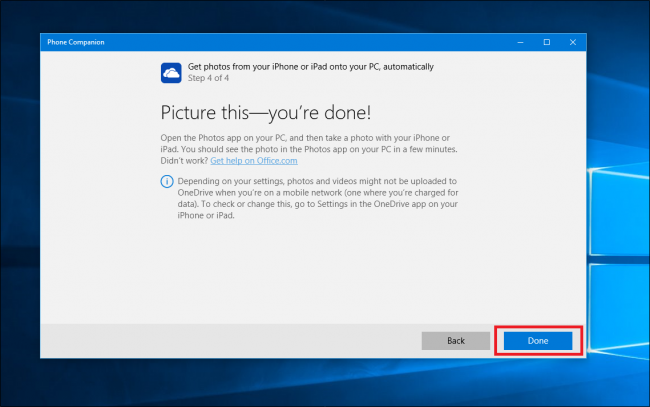 Phone Companion
Get photos from your iPhone or iPad onto your PC, automatically
Step 4 of 4
Picture this—you're done!
Open the Photos app on your PC, and then take a photo with your iPhone or
iPad. You should see the photo in the Photos app on your PC in a few minutes.
Didn't work? Get help on Office.com
Depending on your settings, photos and videos might not be uploaded to
OneDrive when you're on a mobile network (one where you're charged for
data). To check or change this, go to Settings in the OneDrive app on your
iPhone or iPad.
Back
Done